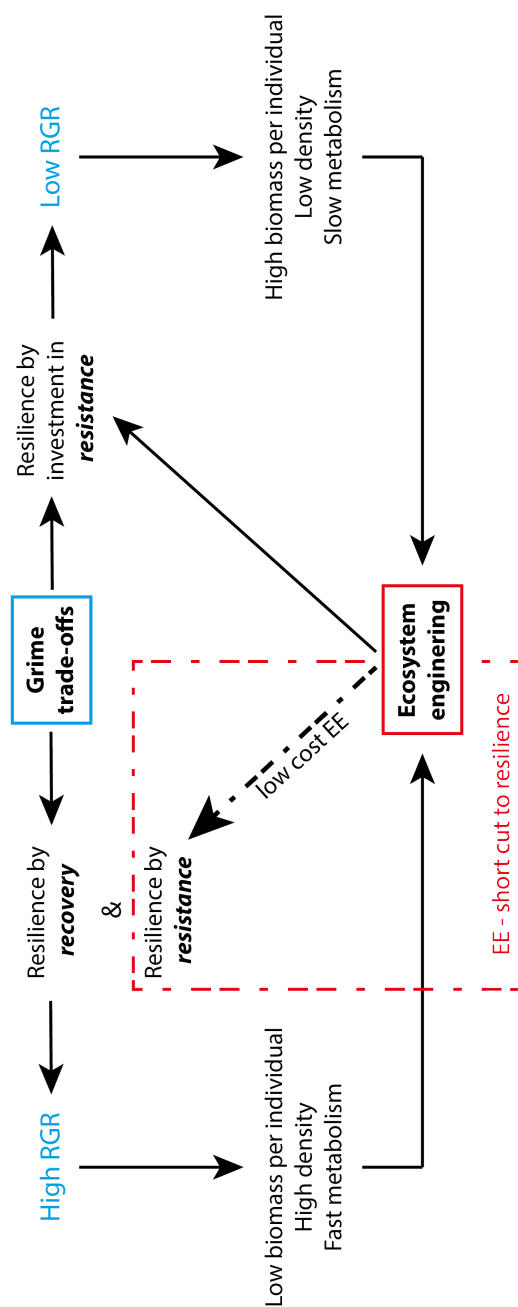 High RGR
Resilience by
recovery
Grime
trade-offs
Resilience by
investment in
resistance
Low RGR
&
Resilience by
resistance
low cost EE
Low biomass per individual
High density
Fast metabolism
High biomass per individual
Low density
Slow metabolism
Ecosystem
enginering
EE - short cut to resilience